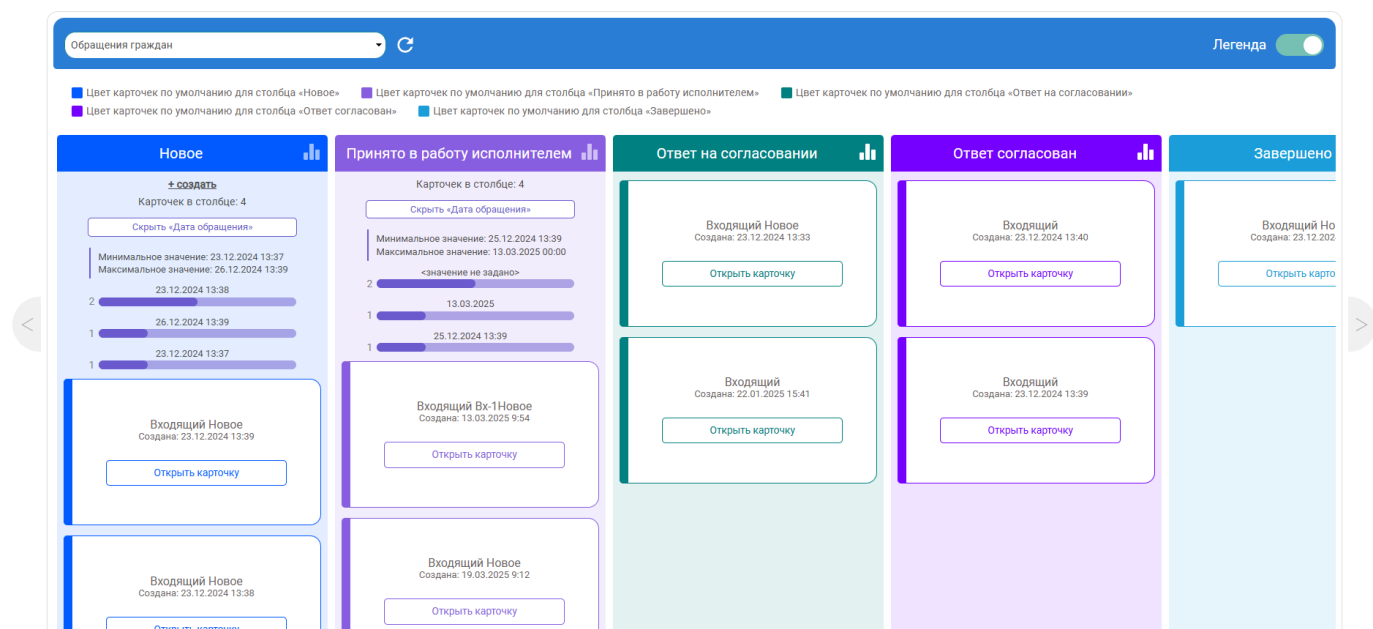 Обращения граждан
Легенда
Цвет карточек по умолчанию для столбца «Новое»
Цвет карточек по умолчанию для столбца «Принято в работу исполнителем»
Цвет карточек по умолчанию для столбца «Ответ на согласовании»
Цвет карточек по умолчанию для столбца «Ответ согласован»
Цвет карточек по умолчанию для столбца «Завершено»
Новое
+ создать
Карточек в столбце: 4
Скрыть «Дата обращения»
Минимальное значение: 23.12.2024 13:37
Максимальное значение: 26.12.2024 13:39
23.12.2024 13:38
2
26.12.2024 13:39
1
23.12.2024 13:37
1
Входящий Новое
Создана: 23.12.2024 13:39
Открыть карточку
Входящий Новое
Создана: 23.12.2024 13:38
Открыть карточку
Принято в работу исполнителем
Карточек в столбце: 4
Скрыть «Дата обращения»
Минимальное значение: 25.12.2024 13:39
Максимальное значение: 13.03.2025 00:00
<значение не задано>
2
13.03.2025
1
25.12.2024 13:39
1
Входящий Вх-1Новое
Создана: 13.03.2025 9:54
Открыть карточку
Входящий Новое
Создана: 19.03.2025 9:12
Открыть карточку
Ответ на согласовании
Входящий Новое
Создана: 23.12.2024 13:33
Открыть карточку
Входящий
Создана: 22.01.2025 15:41
Открыть карточку
Ответ согласован
Входящий
Создана: 23.12.2024 13:40
Открыть карточку
Входящий
Создана: 23.12.2024 13:39
Открыть карточку
Завершено
Входящий Но
Создана: 23.12.202
Открыть карто